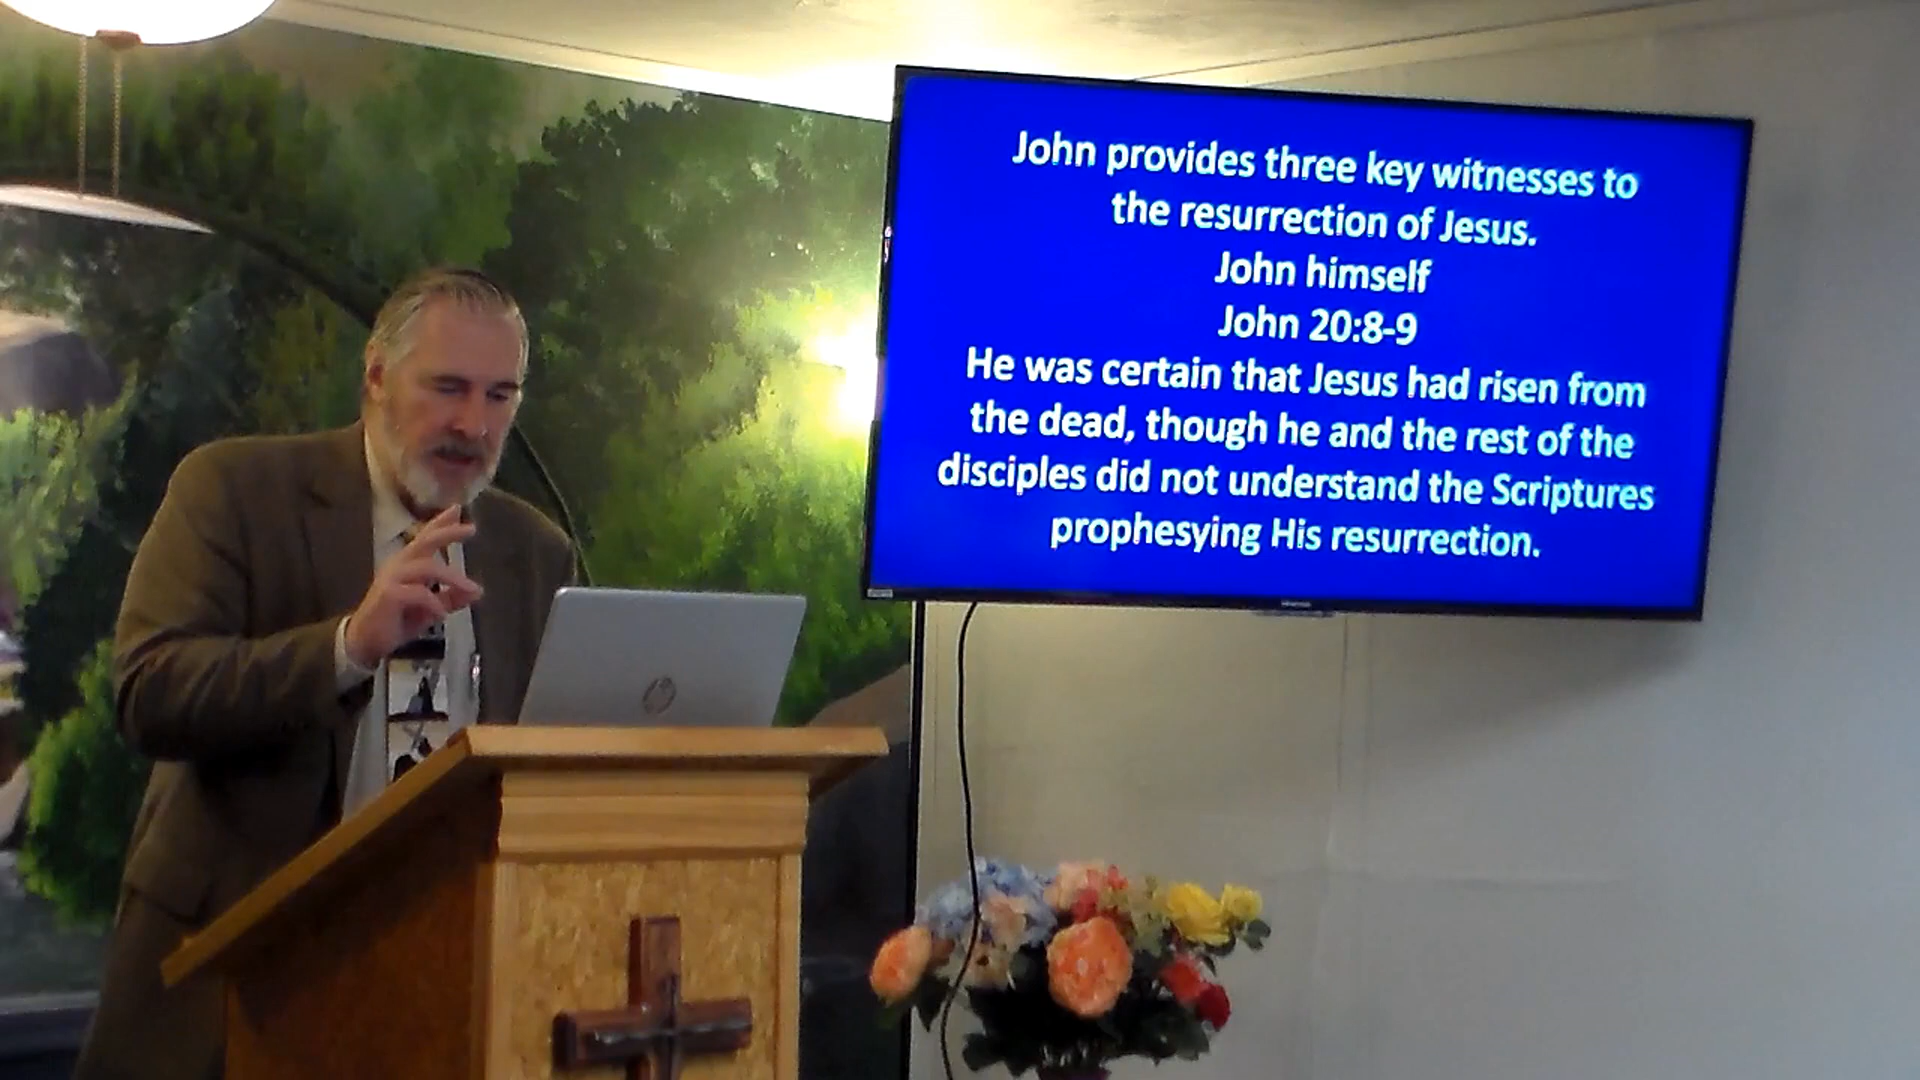 John provides three key witnesses to
the resurrection of Jesus.
John himself
John 20:8-9
He was certain that Jesus had risen from
the dead, though he and the rest of the
disciples did not understand the Scriptures
prophesying His resurrection.